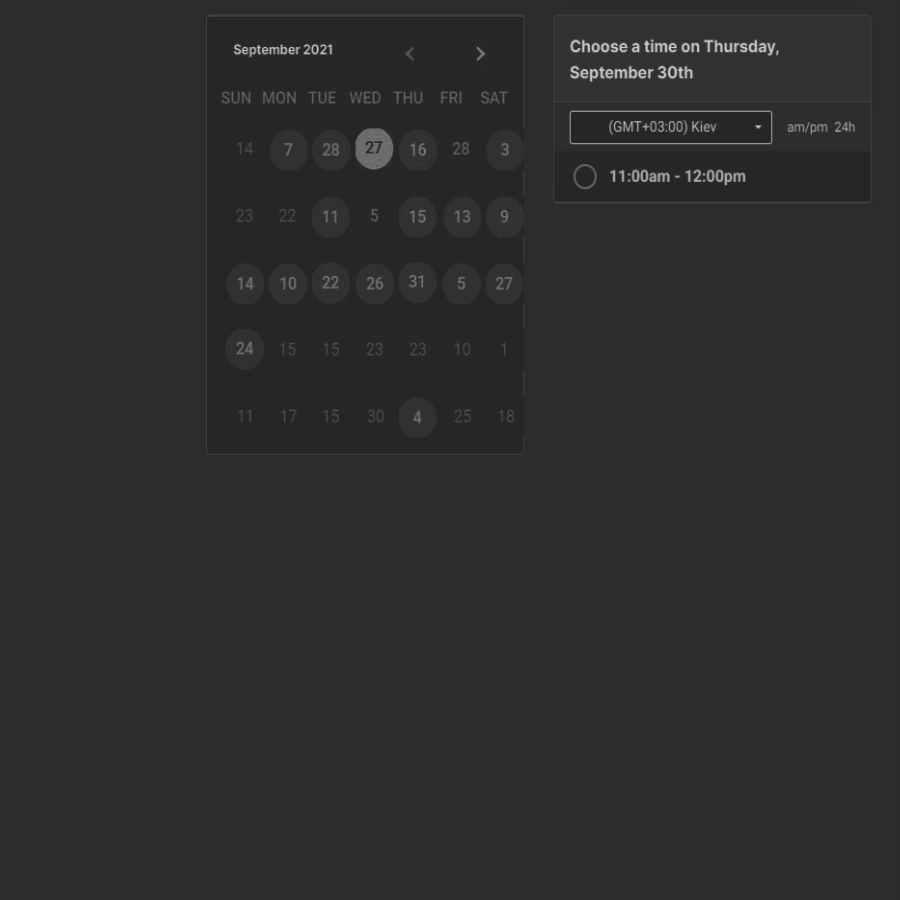 September 2021
SUN MON TUE WED THU FRI SAT
14 7 28 27 16 28 3
23 22 11 5 15 13 9
14 10 22 26 31 5 27
24 15 15 23 23 10 1
11 17 15 30 4 25 18
Choose a time on Thursday,
September 30th
(GMT+03:00) Kiev am/pm 24h
11:00am - 12:00pm